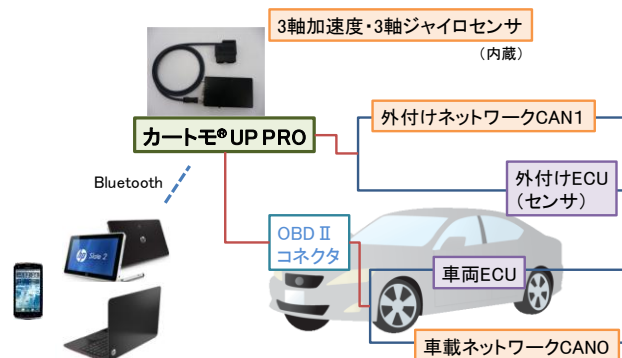 3軸加速度・3軸ジャイロセンサ
(内蔵)
カートモ®UP PRO
外付けネットワークCAN1
Bluetooth
外付けECU
(センサ)
OBD Ⅱ
コネクタ
車両ECU
車載ネットワークCAN0
Slate 2